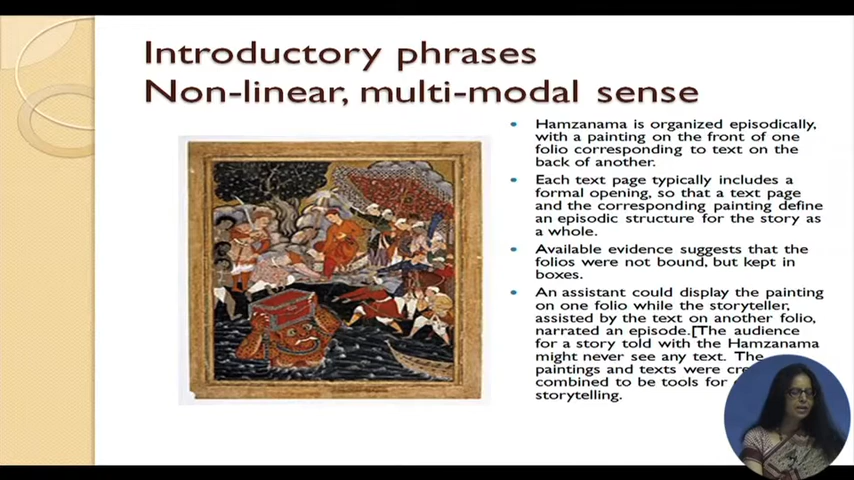 Introductory phrases
Non-linear, multi-modal sense
Hamzanama is organized episodically,
with a painting on the front of one
folio corresponding to text on the
back of another.
Each text page typically includes a
formal opening, so that a text page
and the corresponding painting define
an episodic structure for the story as
a whole.
Available evidence suggests that the
folios were not bound, but kept in
boxes.
An assistant could display the painting
on one folio while the storyteller,
assisted by the text on another folio,
narrated an episode.[The audience
for a story told with the Hamzanama
might never see any text. The
paintings and texts were
combined to be tools for
storytelling.